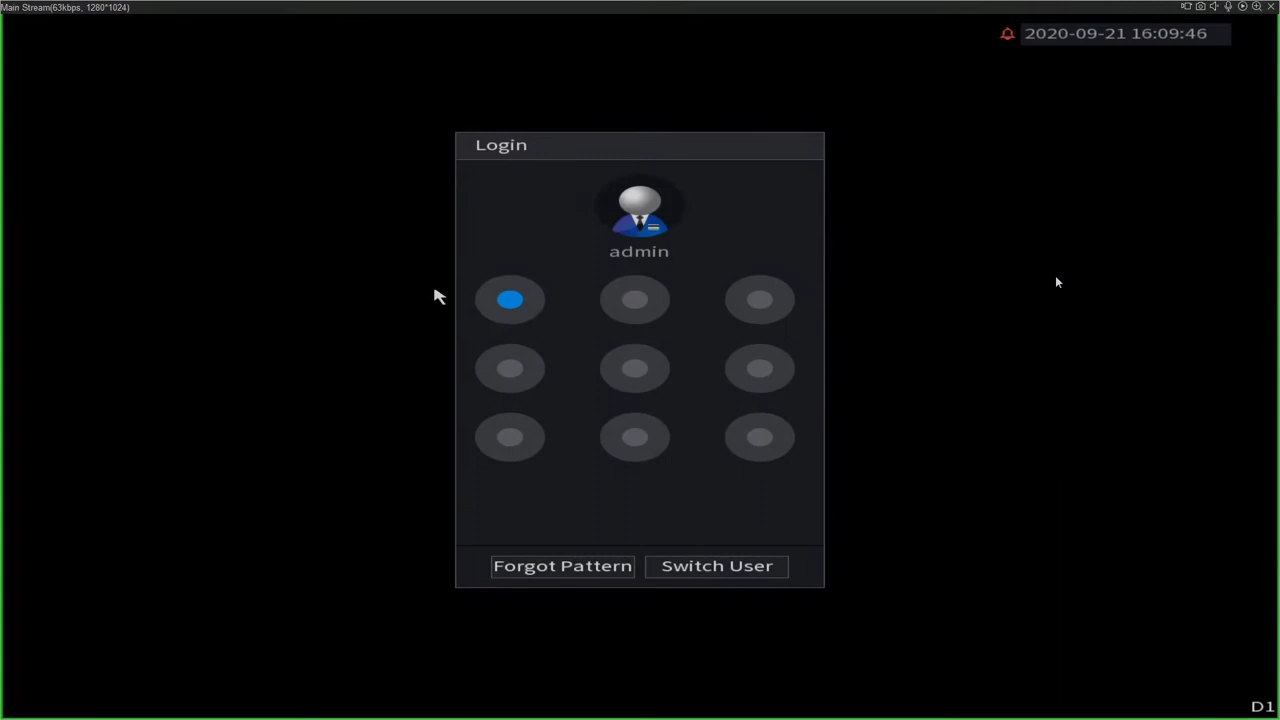 Main Stream(63kbps, 1280*1024)
2020-09-21 16:09:46
Login
admin
Forgot Pattern
Switch User
D1